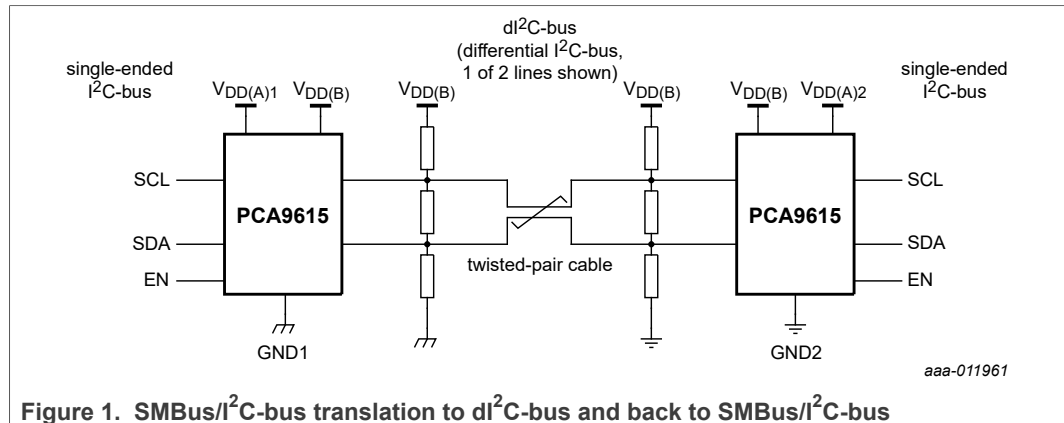 dI²C-bus
(differential I²C-bus,
1 of 2 lines shown)
single-ended
I²C-bus
single-ended
I²C-bus
VDD(A)1 VDD(B) VDD(B) VDD(B) VDD(B) VDD(A)2
SCL SCL
PCA9615 PCA9615
SDA SDA
twisted-pair cable
EN EN
GND1 GND2
aaa-011961
Figure 1. SMBus/I²C-bus translation to dI²C-bus and back to SMBus/I²C-bus